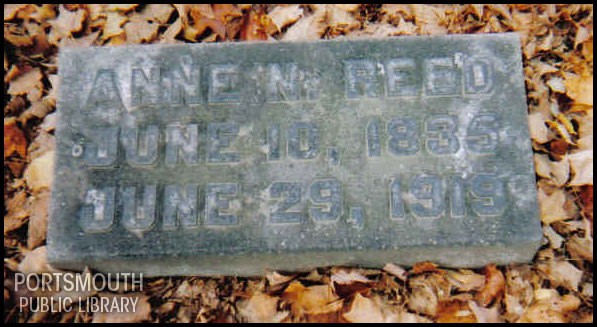 ANNE N. REED
JUNE 10, 1835
JUNE 29, 1919
PORTSMOUTH
PUBLIC LIBRARY